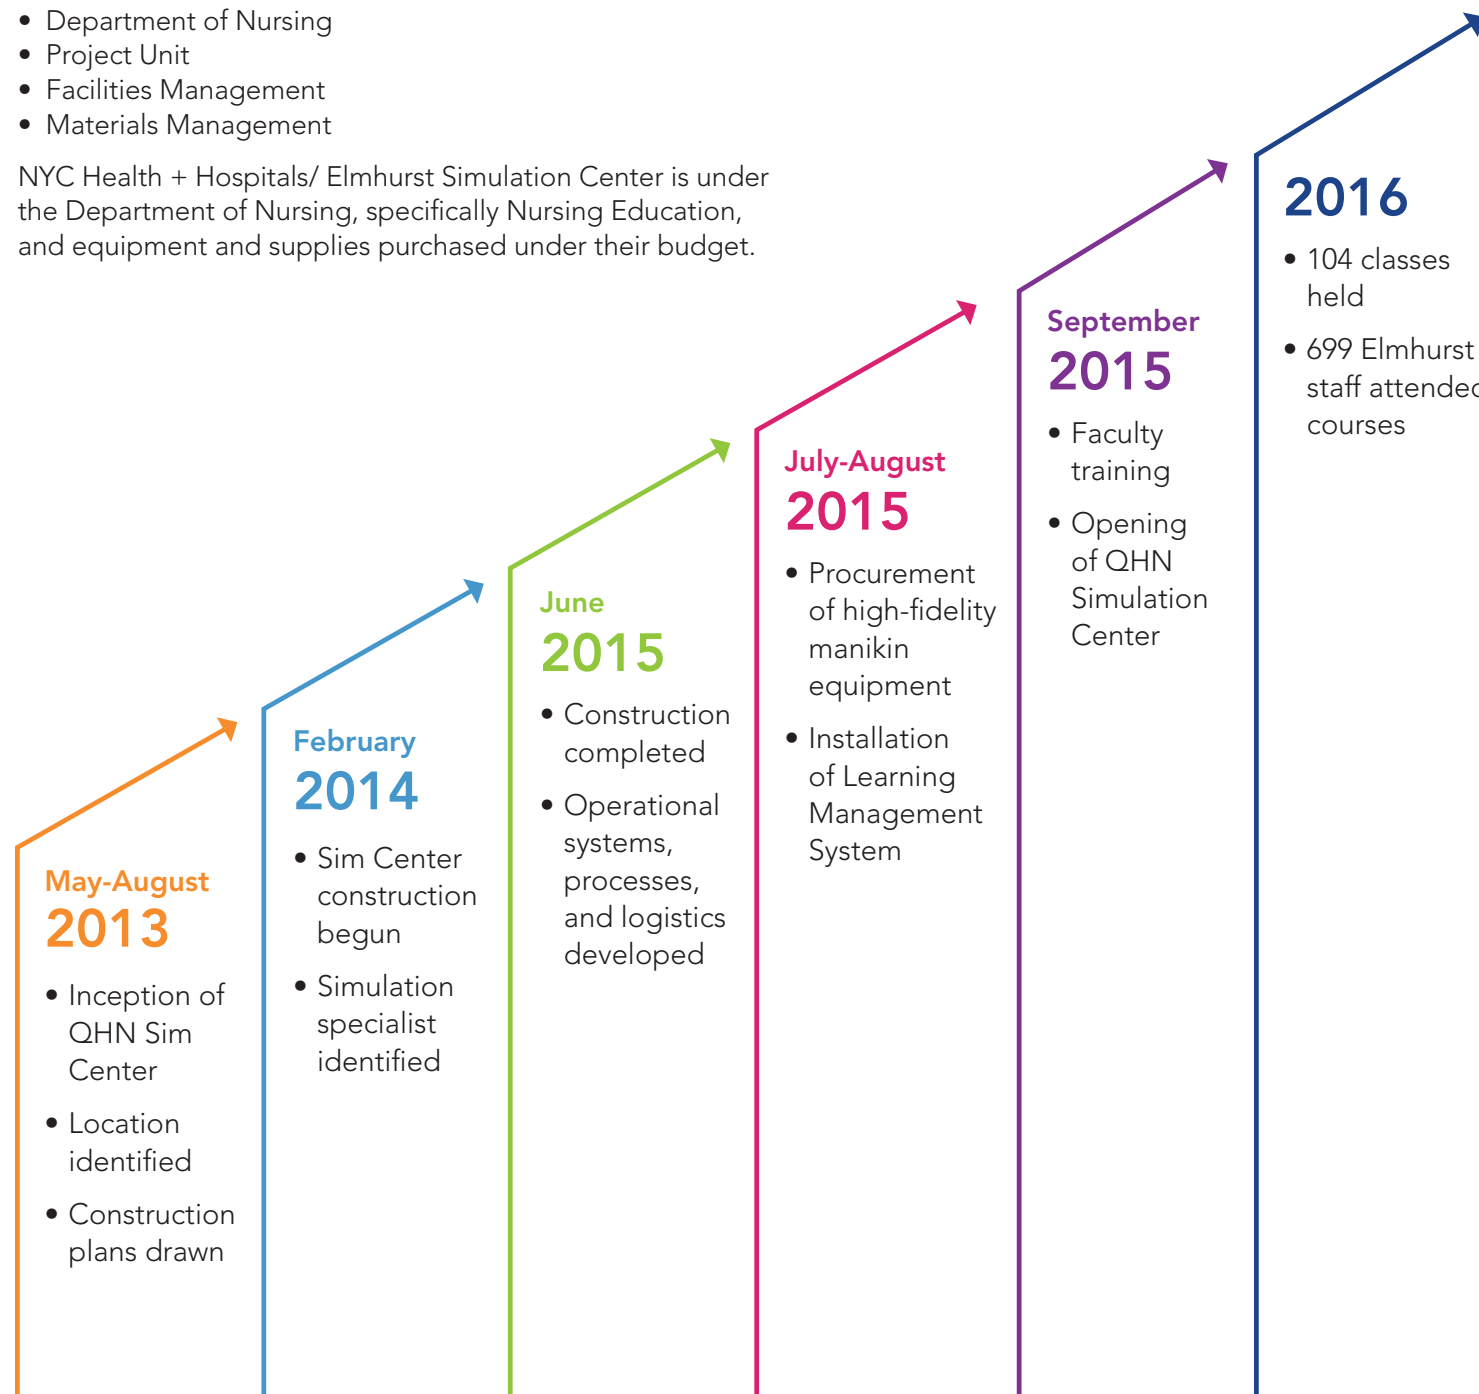 • Department of Nursing
• Project Unit
• Facilities Management
• Materials Management
NYC Health + Hospitals/ Elmhurst Simulation Center is under
the Department of Nursing, specifically Nursing Education,
and equipment and supplies purchased under their budget.
May-August
2013
• Inception of
QHN Sim
Center
• Location
identified
• Construction
plans drawn
February
2014
• Sim Center
construction
begun
• Simulation
specialist
identified
June
2015
• Construction
completed
• Operational
systems,
processes,
and logistics
developed
July-August
2015
• Procurement
of high-fidelity
manikin
equipment
• Installation
of Learning
Management
System
September
2015
• Faculty
training
• Opening
of QHN
Simulation
Center
2016
• 104 classes
held
• 699 Elmhurst
staff attended
courses